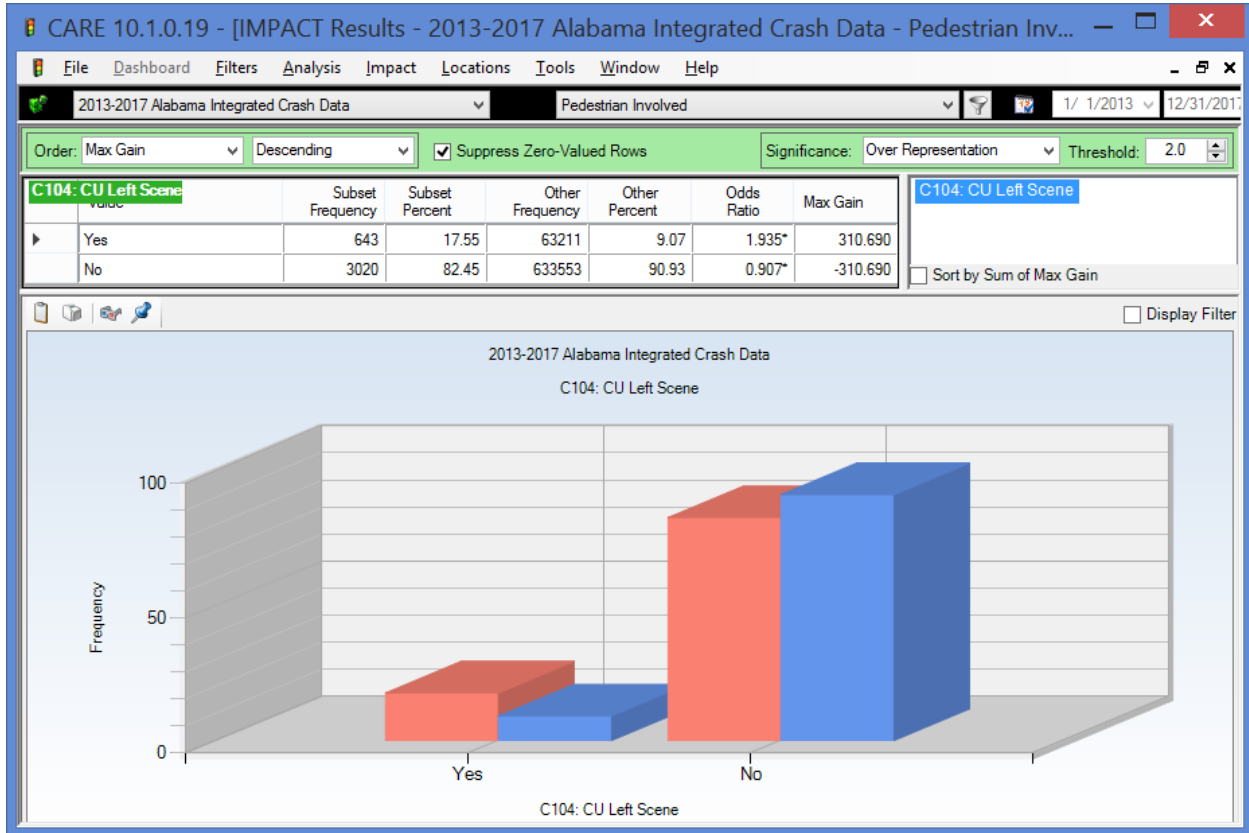 CARE 10.1.0.19 - [IMPACT Results - 2013-2017 Alabama Integrated Crash Data - Pedestrian Inv...
File Dashboard Filters Analysis Impact Locations Tools Window Help
2013-2017 Alabama Integrated Crash Data Pedestrian Involved 1/ 1/2013 12/31/2017
Order: Max Gain Descending Suppress Zero-Valued Rows Significance: Over Representation Threshold: 2.0
C104: CU Left Scene
Value Subset Frequency Subset Percent Other Frequency Other Percent Odds Ratio Max Gain
Yes 643 17.55 63211 9.07 1.935* 310.690
No 3020 82.45 633553 90.93 0.907* -310.690
C104: CU Left Scene
Sort by Sum of Max Gain
Display Filter
2013-2017 Alabama Integrated Crash Data
C104: CU Left Scene
100
50
0
Frequency
Yes No
C104: CU Left Scene